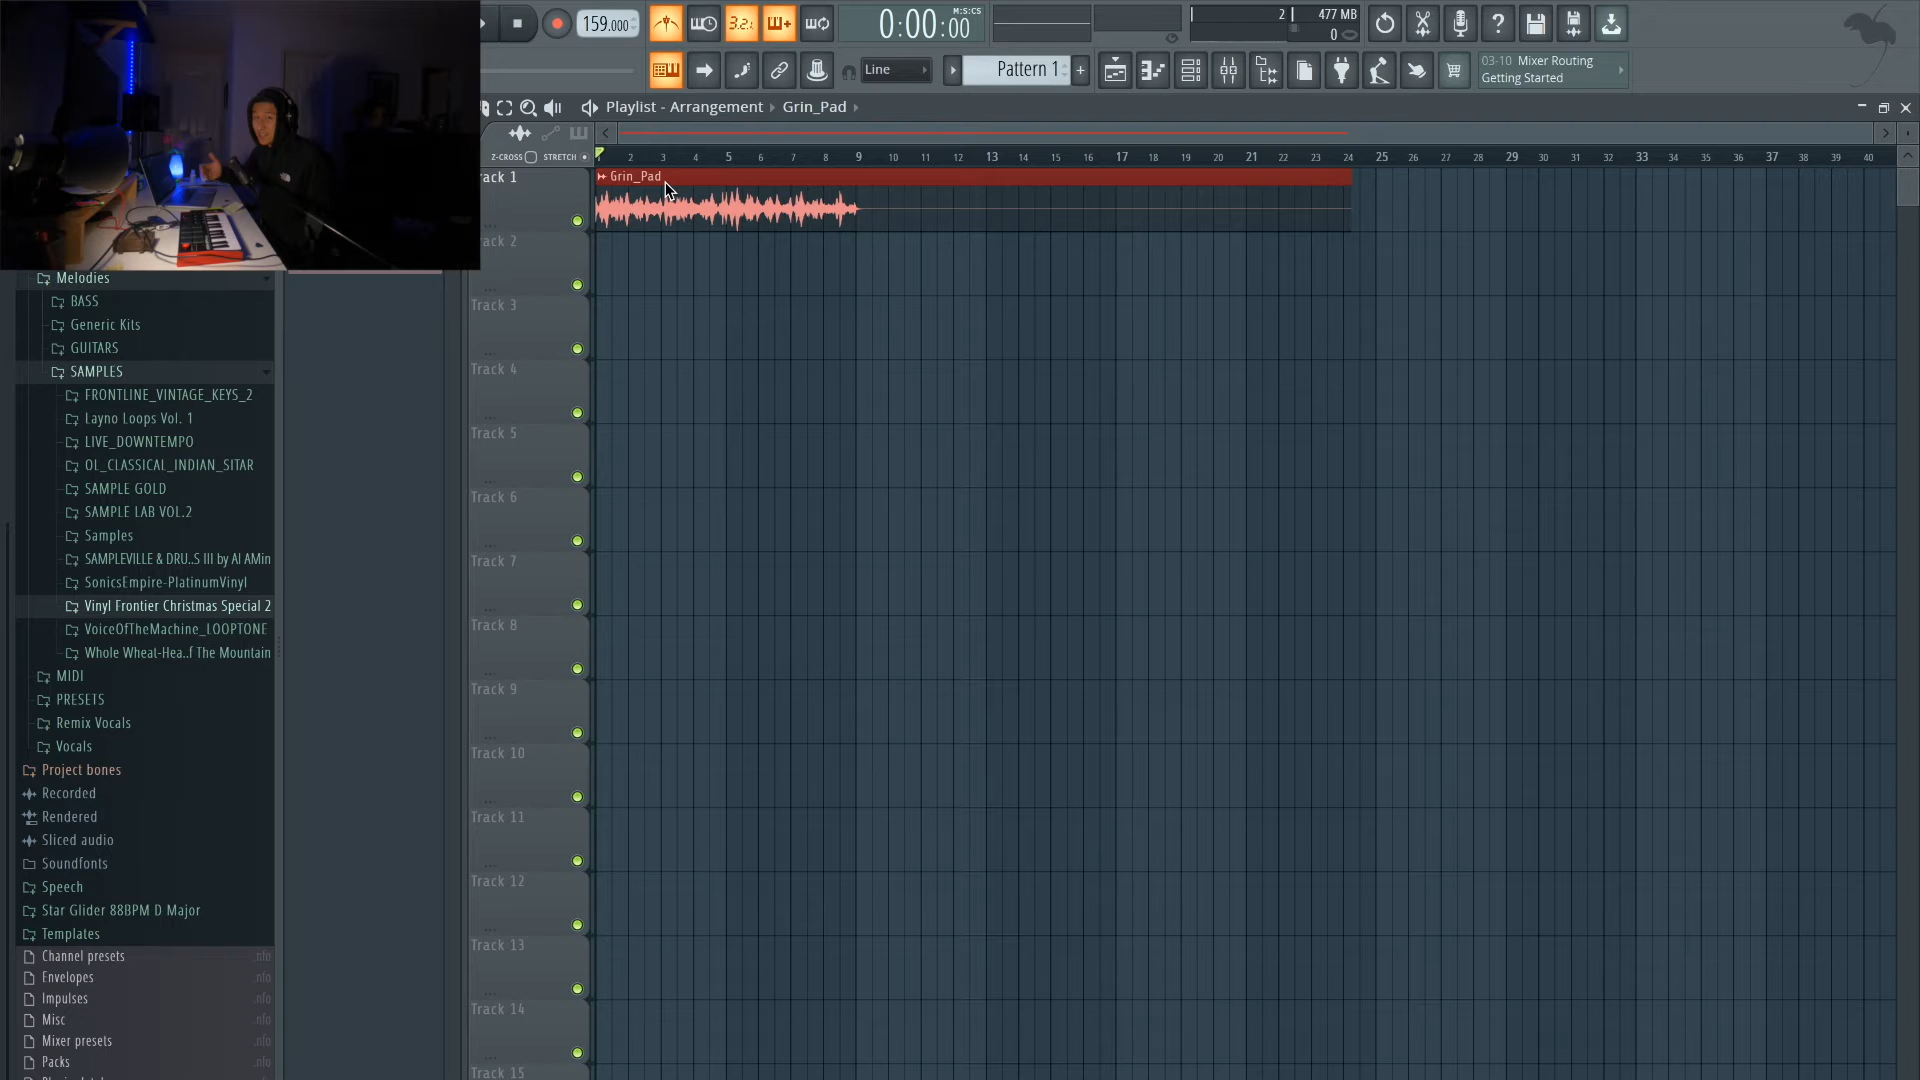 159.000
3.2.
0:00:00
M:S:CS
2
477 MB
0
Line
Pattern 1
+
03-10 Mixer Routing
Getting Started
Playlist - Arrangement
Grin_Pad
Z-CROSS
STRETCH
1 2 3 4 5 6 7 8 9 10 11 12 13 14 15 16 17 18 19 20 21 22 23 24 25 26 27 28 29 30 31 32 33 34 35 36 37 38 39 40
rack 1
Grin_Pad
Track 2
Track 3
Track 4
Track 5
Track 6
Track 7
Track 8
Track 9
Track 10
Track 11
Track 12
Track 13
Track 14
Track 15
Melodies
BASS
Generic Kits
GUITARS
SAMPLES
FRONTLINE_VINTAGE_KEYS_2
Layno Loops Vol. 1
LIVE_DOWNTEMPO
OL_CLASSICAL_INDIAN_SITAR
SAMPLE GOLD
SAMPLE LAB VOL.2
Samples
SAMPLEVILLE & DRU..S III by Al AMin
SonicsEmpire-PlatinumVinyl
Vinyl Frontier Christmas Special 2
VoiceOfTheMachine_LOOPTONE
Whole Wheat-Hea..f The Mountain
MIDI
PRESETS
Remix Vocals
Vocals
Project bones
Recorded
Rendered
Sliced audio
Soundfonts
Speech
Star Glider 88BPM D Major
Templates
Channel presets .nfo
Envelopes .nfo
Impulses .nfo
Misc .nfo
Mixer presets .nfo
Packs .nfo